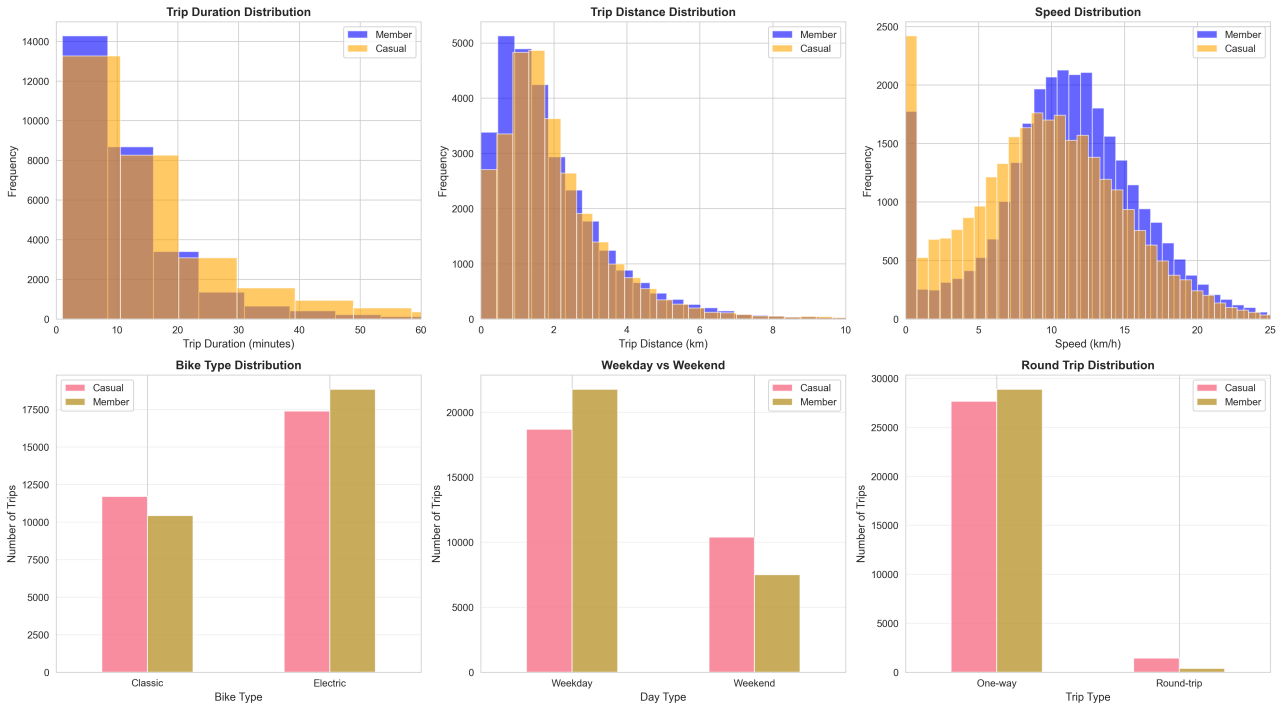 Trip Duration Distribution
Member
Casual
14000
12000
10000
8000
6000
4000
2000
0
Frequency
0 10 20 30 40 50 60
Trip Duration (minutes)
Trip Distance Distribution
Member
Casual
5000
4000
3000
2000
1000
0
Frequency
0 2 4 6 8 10
Trip Distance (km)
Speed Distribution
Member
Casual
2500
2000
1500
1000
500
0
Frequency
0 5 10 15 20 25
Speed (km/h)
Bike Type Distribution
Casual
Member
17500
15000
12500
10000
7500
5000
2500
0
Number of Trips
Classic Electric
Bike Type
Weekday vs Weekend
Casual
Member
20000
15000
10000
5000
0
Number of Trips
Weekday Weekend
Day Type
Round Trip Distribution
Casual
Member
30000
25000
20000
15000
10000
5000
0
Number of Trips
One-way Round-trip
Trip Type